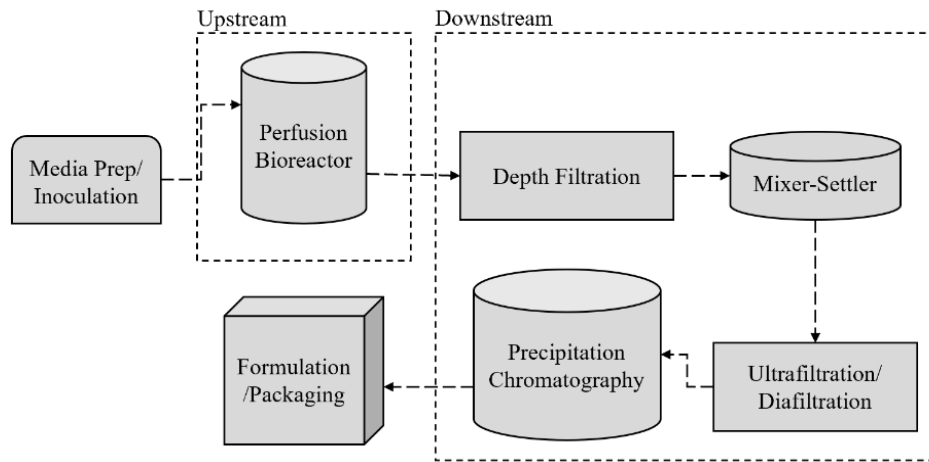 Upstream
Downstream
Media Prep/
Inoculation
Perfusion
Bioreactor
Depth Filtration
Mixer-Settler
Ultrafiltration/
Diafiltration
Precipitation
Chromatography
Formulation
/Packaging